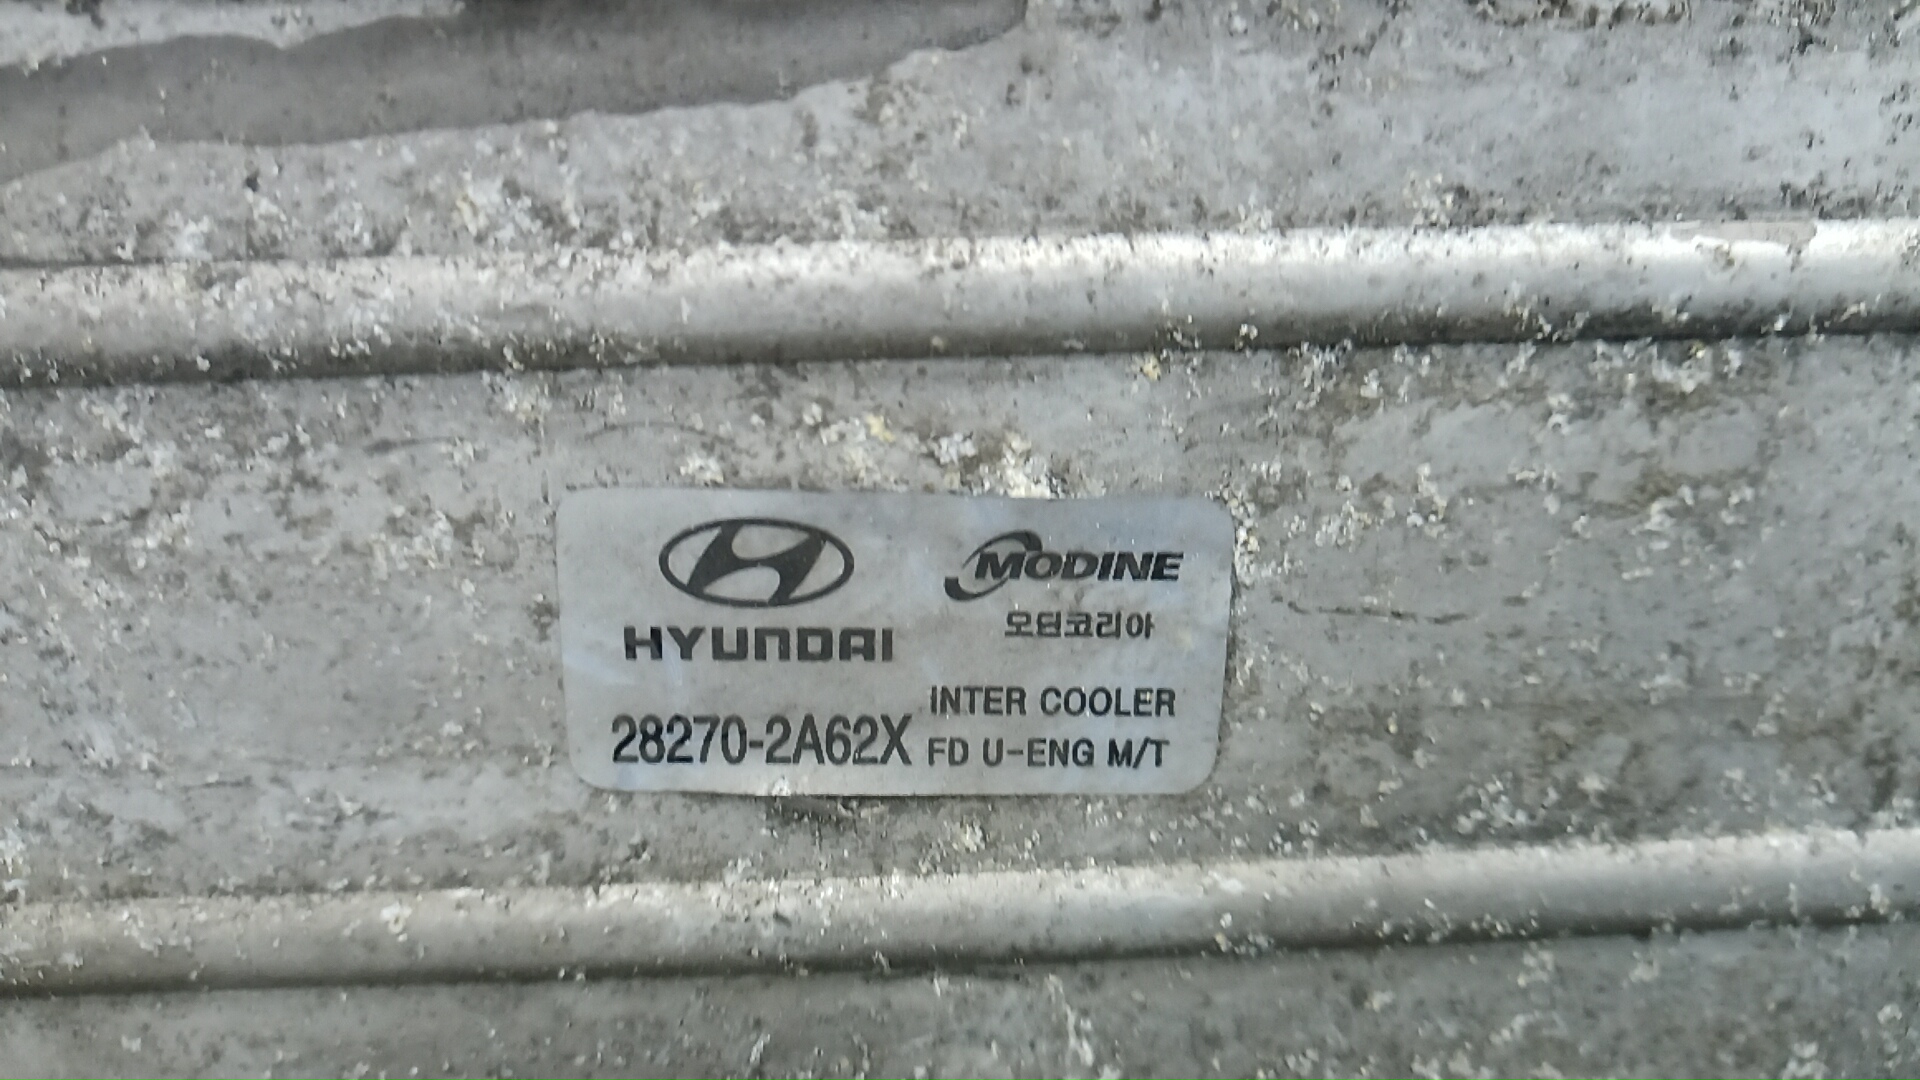 HYUNDAI
MODINE
모딘코리아
28270-2A62X
INTER COOLER
FD U-ENG M/T